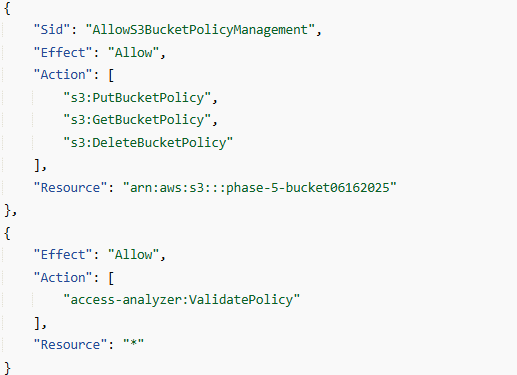 {
    "Sid": "AllowS3BucketPolicyManagement",
    "Effect": "Allow",
    "Action": [
        "s3:PutBucketPolicy",
        "s3:GetBucketPolicy",
        "s3:DeleteBucketPolicy"
    ],
    "Resource": "arn:aws:s3:::phase-5-bucket06162025"
},
{
    "Effect": "Allow",
    "Action": [
        "access-analyzer:ValidatePolicy"
    ],
    "Resource": "*"
}